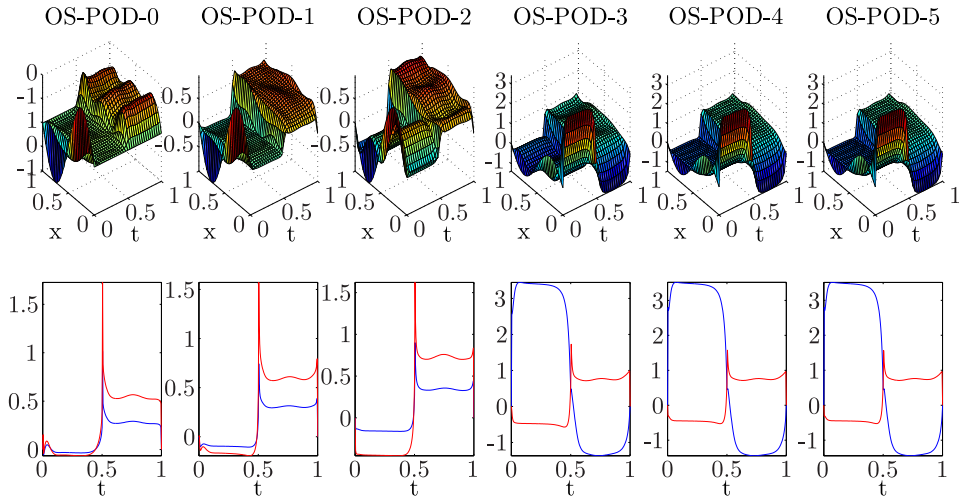 OS-POD-0 OS-POD-1 OS-POD-2 OS-POD-3 OS-POD-4 OS-POD-5
0 -1 1 0 -1 1 0.5 0 0 0.5 1 x t
0.5 0 -0.5 1 0.5 0 0 0.5 1 x t
0.5 0 -0.5 1 0.5 0 0 0.5 1 x t
3 2 1 0 -1 1 0.5 0 0 0.5 1 x t
3 2 1 0 -1 1 0.5 0 0 0.5 1 x t
3 2 1 0 -1 1 0.5 0 0 0.5 1 x t
1.5 1 0.5 0 0 0.5 1 t
1.5 1 0.5 0 0 0.5 1 t
1.5 1 0.5 0 0 0.5 1 t
3 2 1 0 -1 0 0.5 1 t
3 2 1 0 -1 0 0.5 1 t
3 2 1 0 -1 0 0.5 1 t